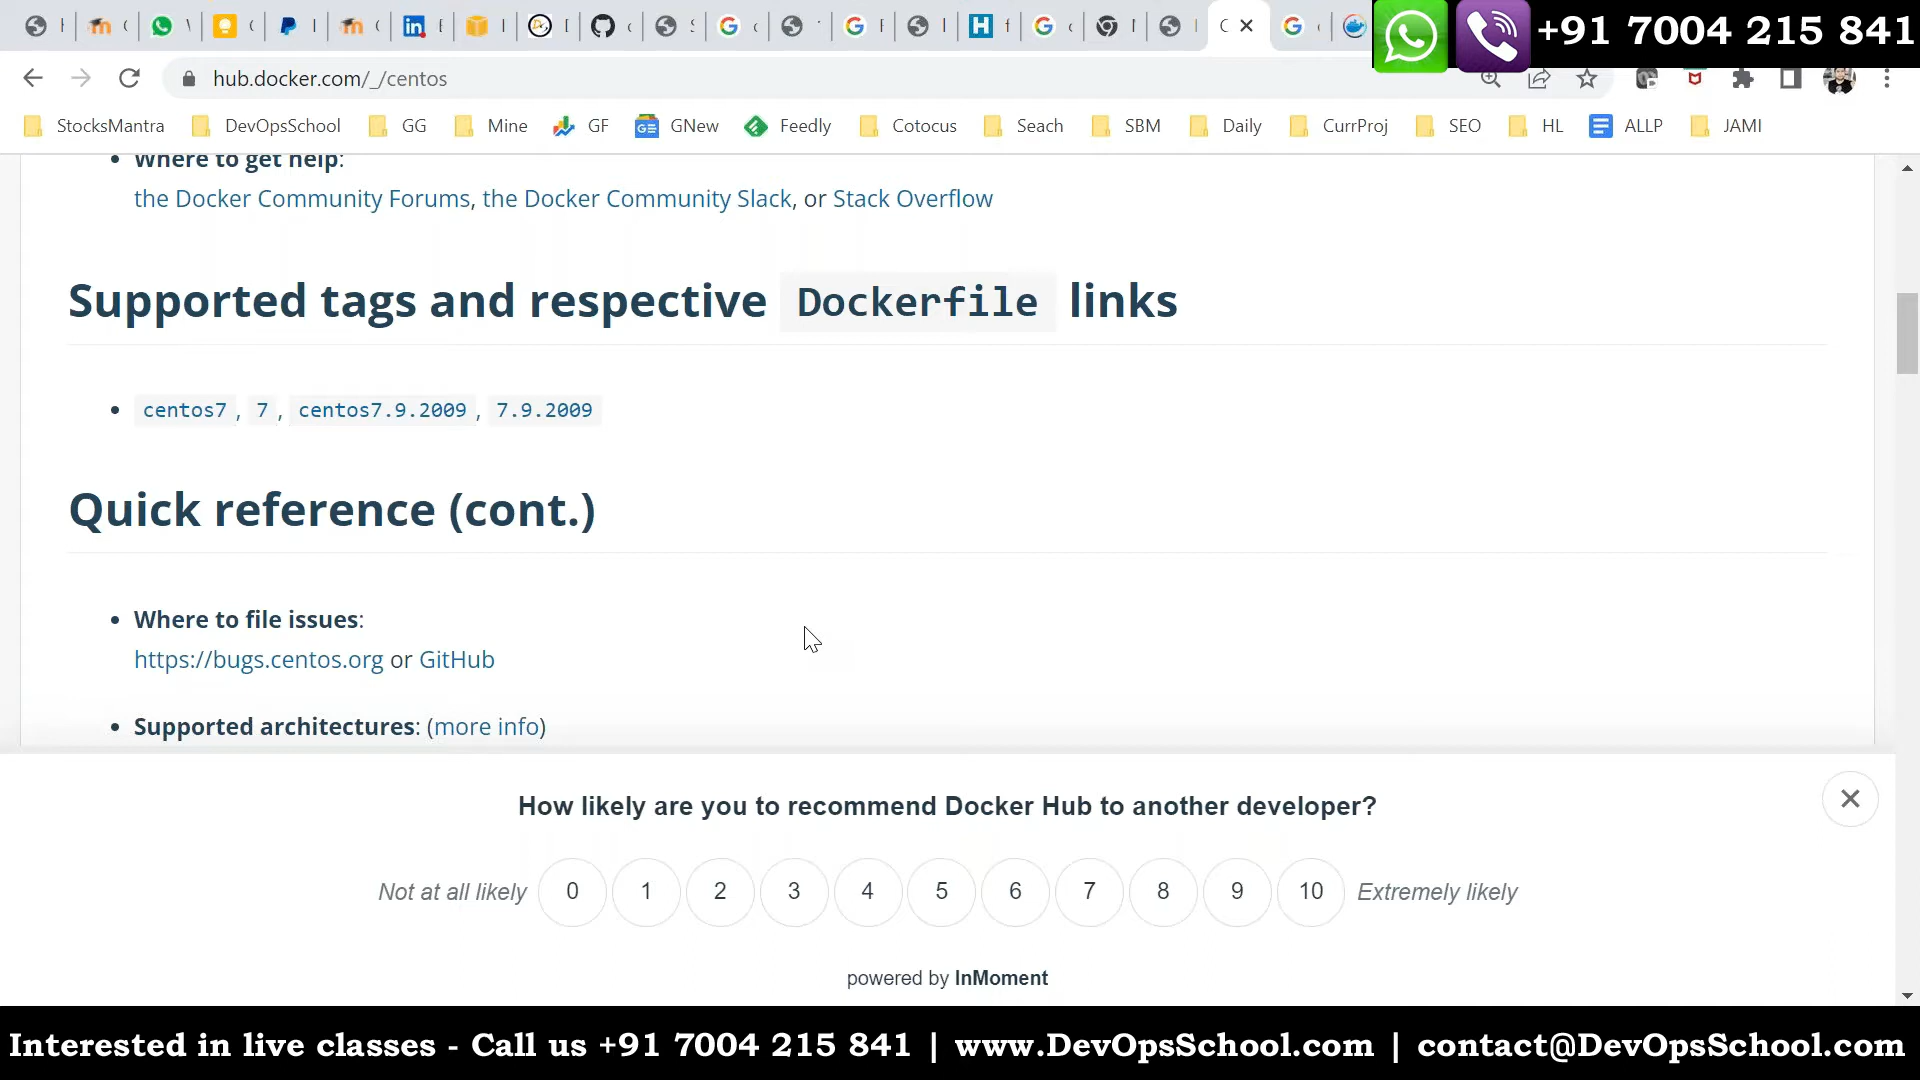 +91 7004 215 841
hub.docker.com/_/centos
StocksMantra DevOpsSchool GG Mine GF GNew Feedly Cotocus Seach SBM Daily CurrProj SEO HL ALLP JAMI
Where to get help:
the Docker Community Forums, the Docker Community Slack, or Stack Overflow
Supported tags and respective Dockerfile links
centos7, 7, centos7.9.2009, 7.9.2009
Quick reference (cont.)
Where to file issues:
https://bugs.centos.org or GitHub
Supported architectures: (more info)
How likely are you to recommend Docker Hub to another developer?
Not at all likely 0 1 2 3 4 5 6 7 8 9 10 Extremely likely
powered by InMoment
Interested in live classes - Call us +91 7004 215 841 | www.DevOpsSchool.com | contact@DevOpsSchool.com